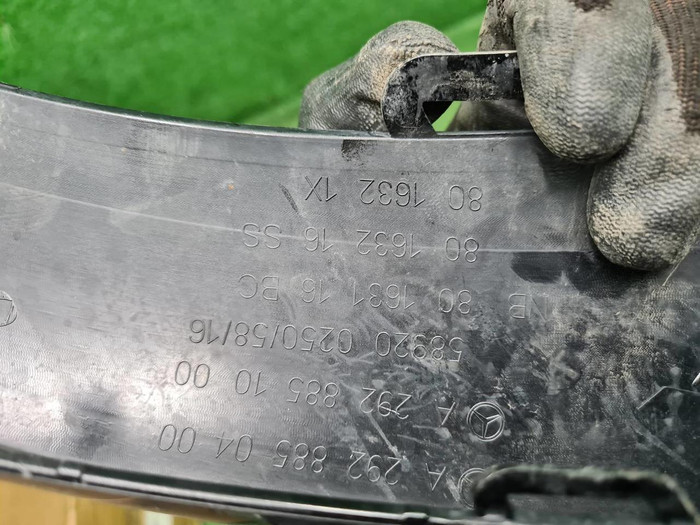 A 292 885 04 00
A 292 885 10 00
58920 0250/58/16
NB 80 1631 16 BC
80 1632 16 SS
80 1632 1X